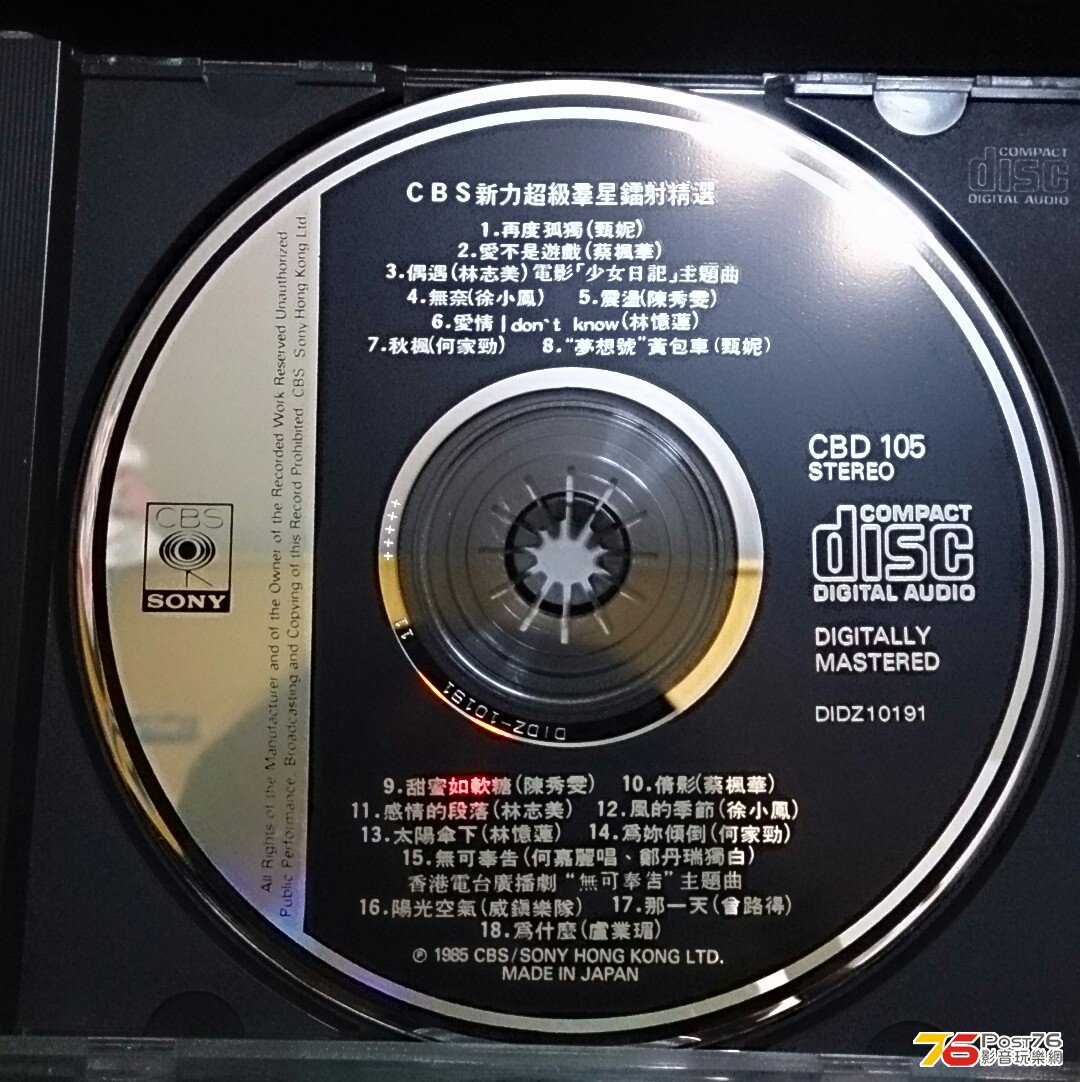 CBS新力超級羣星鐳射精選
1.再度孤獨(甄妮)
2.愛不是遊戲(蔡楓華)
3.偶遇(林志美)電影「少女日記」主題曲
4.無奈(徐小鳳) 5.震盪(陳秀雯)
6.愛情 I don't know(林憶蓮)
7.秋楓(何家勁) 8.“夢想號”黃包車(甄妮)
All Rights of the Manufacturer and of the Owner of the Recorded Work Reserved Unauthorized
Public Performance Broadcasting and Copying of this Record Prohibited. CBS Sony Hong Kong Ltd.
CBS
SONY
CBD 105
STEREO
COMPACT
disc
DIGITAL AUDIO
DIGITALLY
MASTERED
DIDZ10191
COMPACT
disc
DIGITAL AUDIO
+++++
11
DIDZ-10191
9.甜蜜如軟糖(陳秀雯) 10.倩影(蔡楓華)
11.感情的段落(林志美) 12.風的季節(徐小鳳)
13.太陽傘下(林憶蓮) 14.爲妳傾倒(何家勁)
15.無可奉告(何嘉麗唱、鄭丹瑞獨白)
香港電台廣播劇“無可奉告”主題曲
16.陽光空氣(威鎭樂隊) 17.那一天(曾路得)
18.爲什麼(盧業瑂)
℗ 1985 CBS/SONY HONG KONG LTD.
MADE IN JAPAN
76 Post76
影音玩樂網